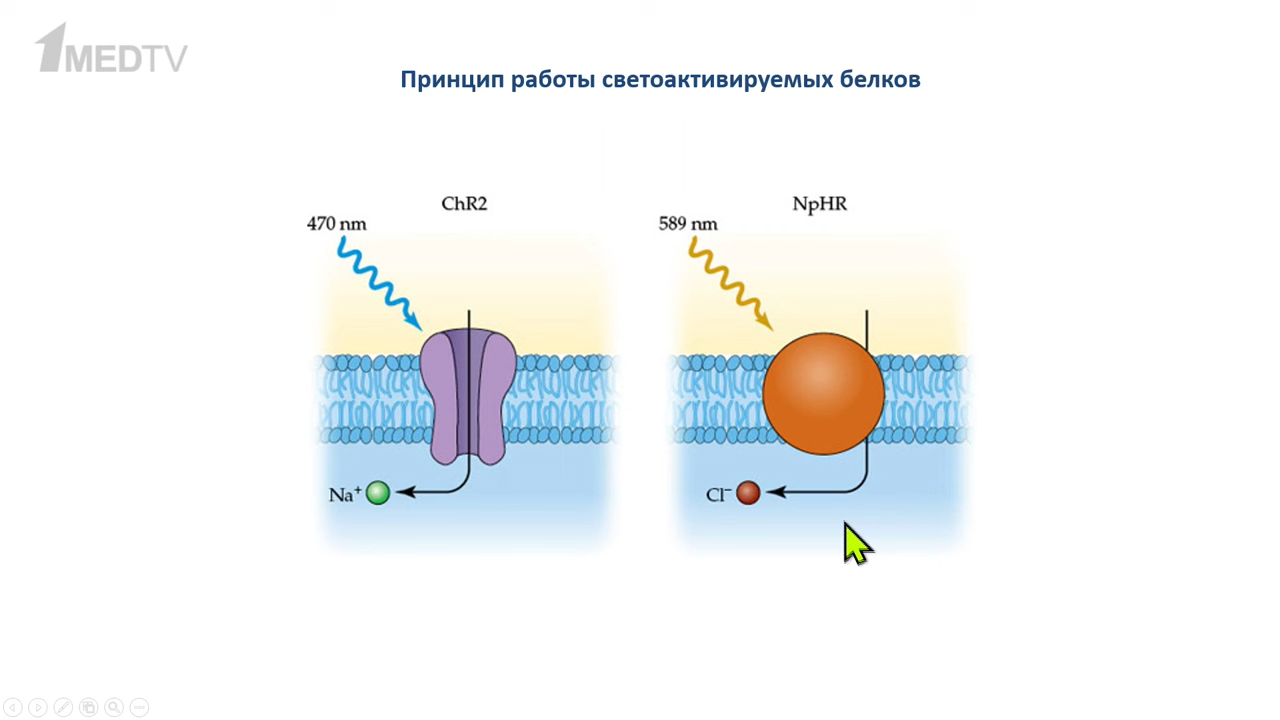 1MEDTV
Принцип работы светоактивируемых белков
ChR2
470 nm
Na⁺
NpHR
589 nm
Cl⁻